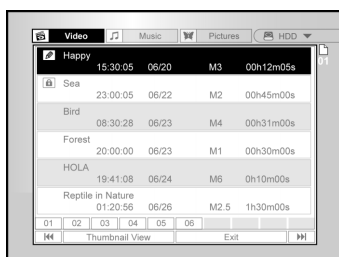 Video Music Pictures HDD
01
Happy
15:30:05 06/20 M3 00h12m05s
Sea
23:00:05 06/22 M2 00h45m00s
Bird
08:30:28 06/23 M4 00h31m00s
Forest
20:00:00 06/23 M1 00h30m00s
HOLA
19:41:08 06/24 M6 0h10m00s
Reptile in Nature
01:20:56 06/26 M2.5 1h30m00s
01 02 03 04 05 06
Thumbnail View Exit